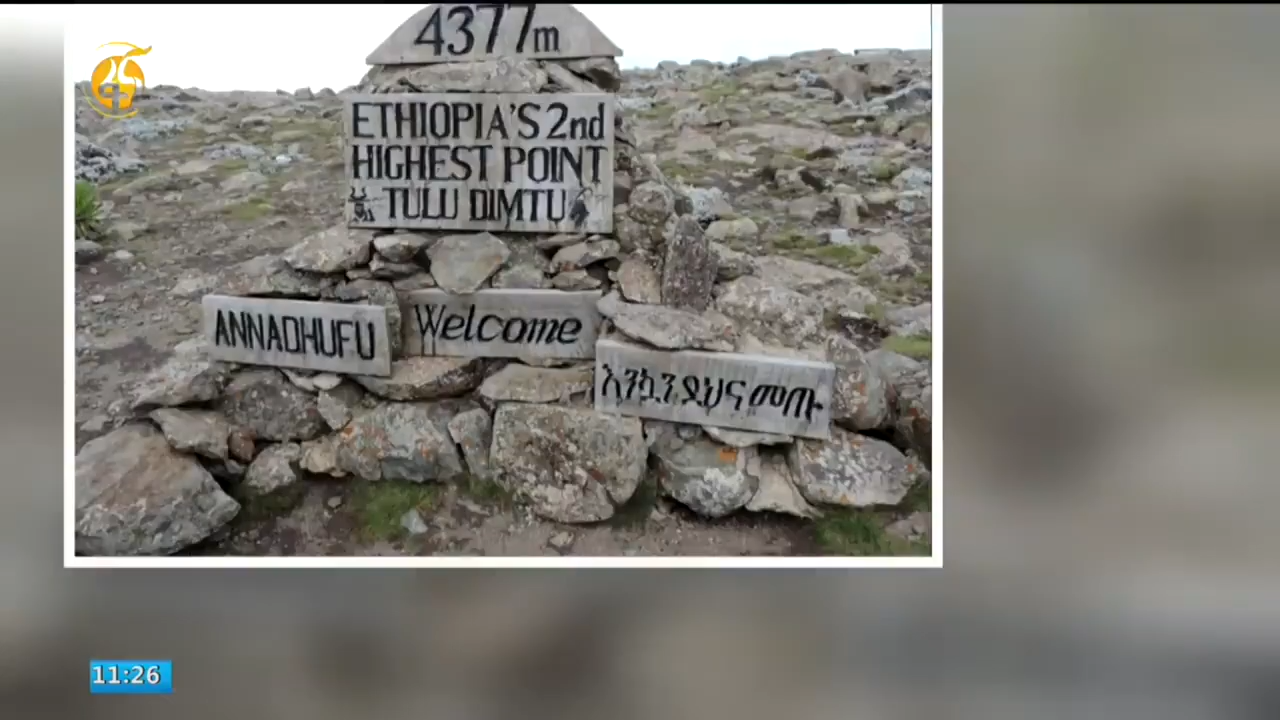 4377m
ETHIOPIA'S 2nd
HIGHEST POINT
TULU DIMTU
ANNADHUFU
Welcome
እንኳን ደህና መጡ
11:26